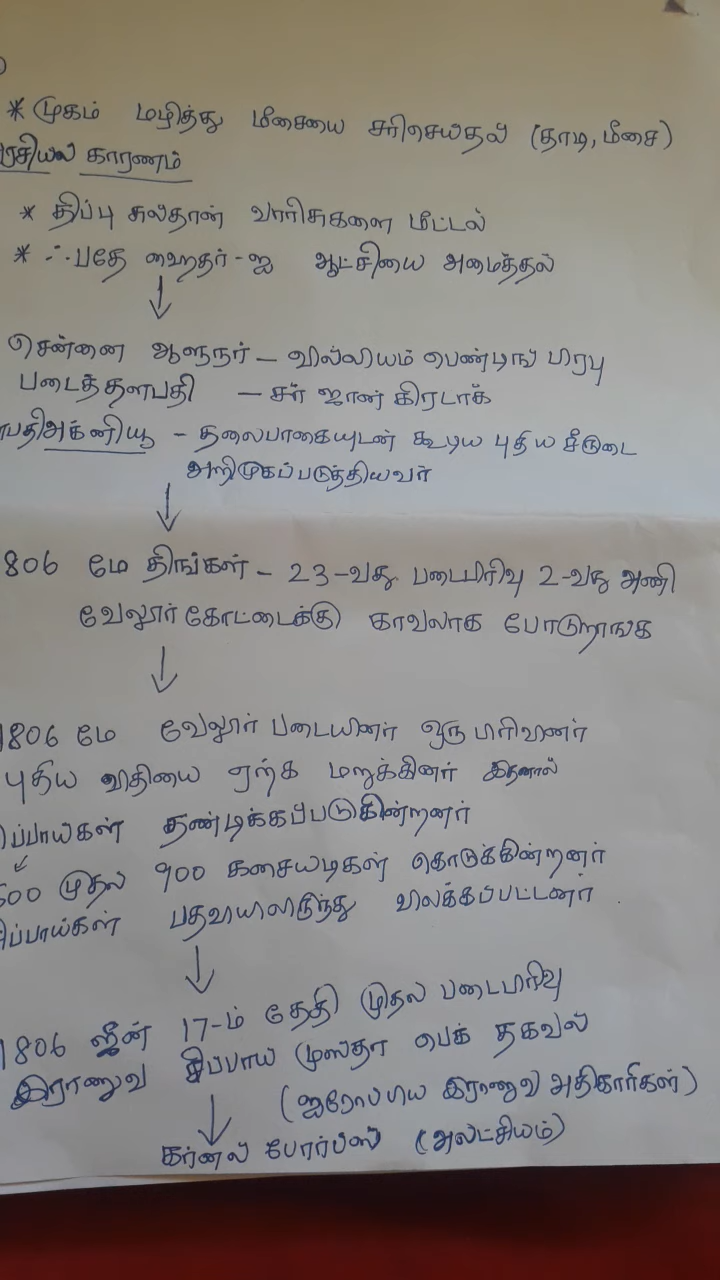 * முகம் மழித்து மீசையை சரிசெய்தல் (தாடி, மீசை)
ரசியல் காரணம்
* திப்பு சுல்தான் வாரிசுகளை மீட்டல்
* ஃபதே ஹைதர் - ஐ ஆட்சியை அமைத்தல்
↓
சென்னை ஆளுநர் – வில்லியம் பெண்டிங் பிரபு
படைத்தளபதி – சர் ஜான் கிரடாக்
பதி அக்னியூ – தலைபாகையுடன் கூடிய புதிய சீருடை
அறிமுகப்படுத்தியவர்
↓
806 மே திங்கள் – 23-வது படைபிரிவு 2-வது அணி
வேலூர் கோட்டைக்கு காவலாக போடுறாங்க
↓
1806 மே வேலூர் படையினர் ஒரு பிரிவினர்
புதிய விதியை ஏற்க மறுக்கினர் இதனால்
சிப்பாய்கள் தண்டிக்கப்படுகின்றனர்
500 முதல் 900 கசையடிகள் கொடுக்கின்றனர்
சிப்பாய்கள் பதவியிலிருந்து விலக்கப்பட்டனர்.
↓
1806 ஜீன் 17-ம் தேதி முதல் படைபிரிவு
இராணுவ சிப்பாய் முஸ்தா பெக் தகவல்
(ஐரோப்பிய இராணுவ அதிகாரிகள்)
↓
கர்னல் போர்ப்ஸ் (அலட்சியம்)